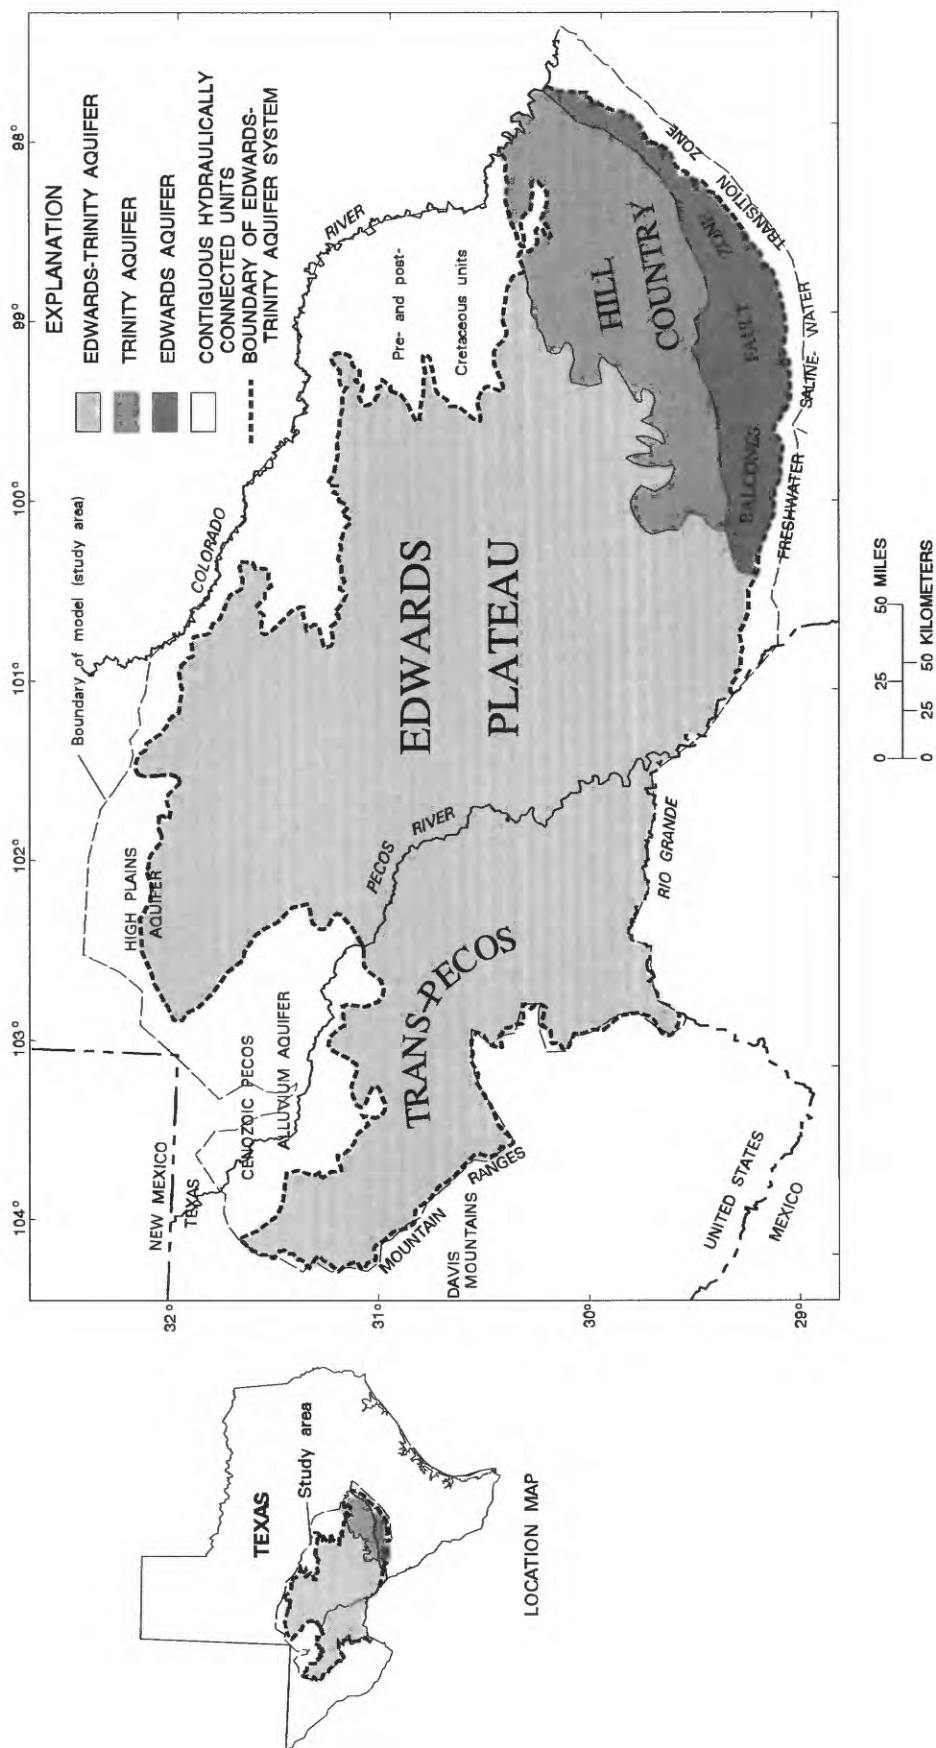 104°
103°
102°
101°
100°
99°
98°
32°
31°
30°
29°
EXPLANATION
EDWARDS-TRINITY AQUIFER
TRINITY AQUIFER
EDWARDS AQUIFER
CONTIGUOUS HYDRAULICALLY
CONNECTED UNITS
BOUNDARY OF EDWARDS-
TRINITY AQUIFER SYSTEM
Boundary of model (study area)
NEW MEXICO
TEXAS
HIGH PLAINS
AQUIFER
COLORADO
RIVER
CENOZOIC PECOS
ALLUVIUM AQUIFER
Pre- and post-
Cretaceous units
PECOS
RIVER
EDWARDS
PLATEAU
TRANS-PECOS
MOUNTAIN
RANGES
DAVIS
MOUNTAINS
HILL
COUNTRY
BALCONES
FAULT
ZONE
FRESHWATER
SALINE-
WATER
TRANSITION
ZONE
RIO GRANDE
UNITED STATES
MEXICO
0 25 50 MILES
0 25 50 KILOMETERS
TEXAS
Study area
LOCATION MAP